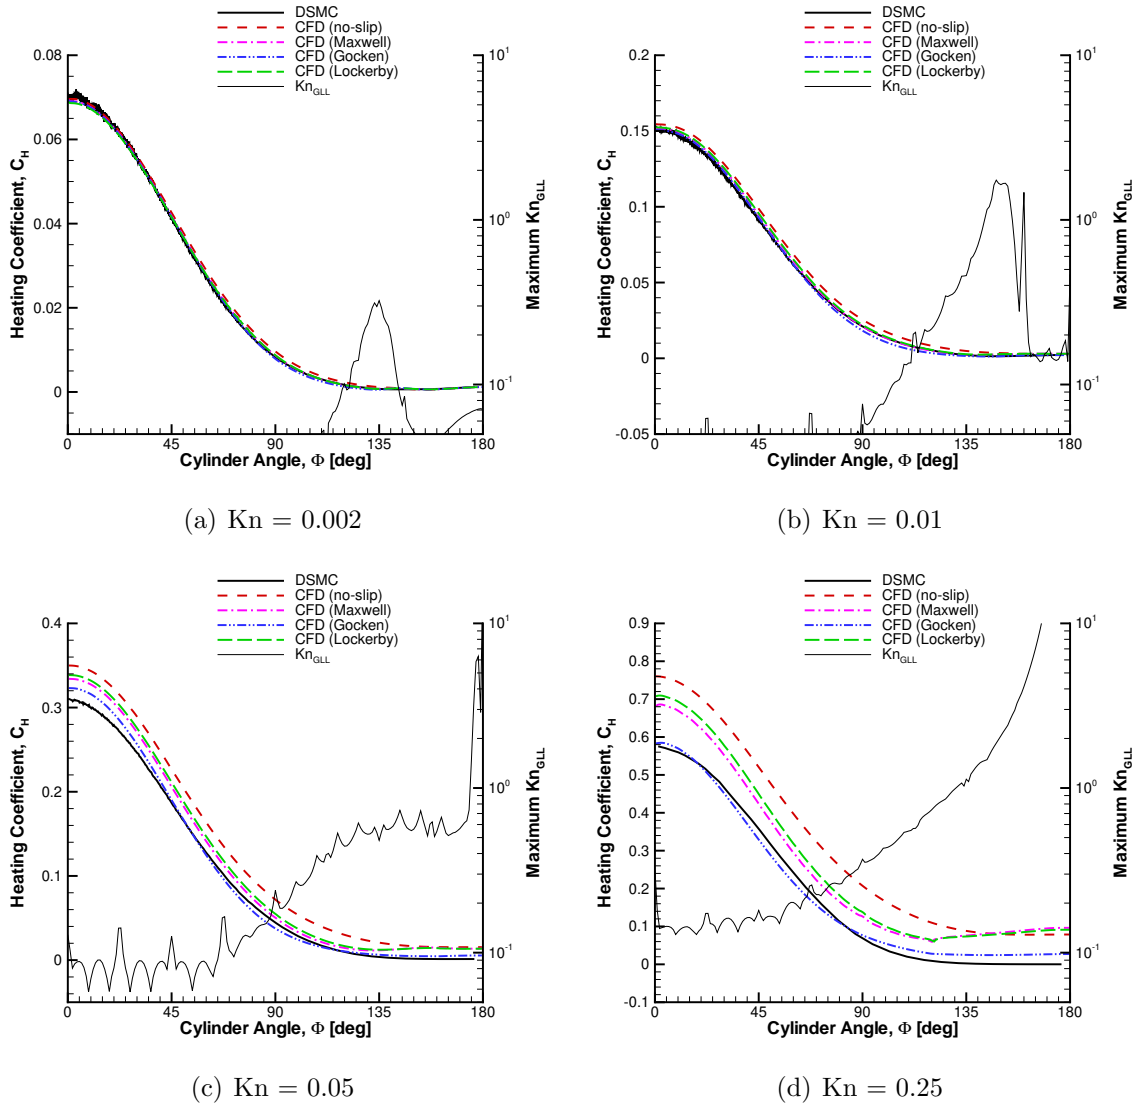 DSMC
CFD (no-slip)
CFD (Maxwell)
CFD (Gocken)
CFD (Lockerby)
Kn_GLL
Heating Coefficient, C_H
0.08
0.06
0.04
0.02
0
Maximum Kn_GLL
10^1
10^0
10^-1
0 45 90 135 180
Cylinder Angle, Φ [deg]
(a) Kn = 0.002
DSMC
CFD (no-slip)
CFD (Maxwell)
CFD (Gocken)
CFD (Lockerby)
Kn_GLL
Heating Coefficient, C_H
0.2
0.15
0.1
0.05
0
-0.05
Maximum Kn_GLL
10^1
10^0
10^-1
0 45 90 135 180
Cylinder Angle, Φ [deg]
(b) Kn = 0.01
DSMC
CFD (no-slip)
CFD (Maxwell)
CFD (Gocken)
CFD (Lockerby)
Kn_GLL
Heating Coefficient, C_H
0.4
0.3
0.2
0.1
0
Maximum Kn_GLL
10^1
10^0
10^-1
0 45 90 135 180
Cylinder Angle, Φ [deg]
(c) Kn = 0.05
DSMC
CFD (no-slip)
CFD (Maxwell)
CFD (Gocken)
CFD (Lockerby)
Kn_GLL
Heating Coefficient, C_H
0.9
0.8
0.7
0.6
0.5
0.4
0.3
0.2
0.1
0
-0.1
Maximum Kn_GLL
10^1
10^0
10^-1
0 45 90 135 180
Cylinder Angle, Φ [deg]
(d) Kn = 0.25